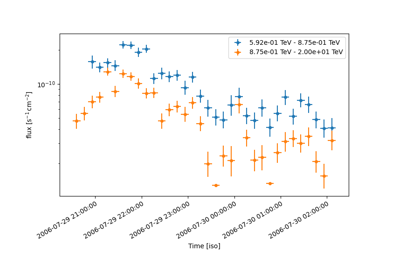 5.92e-01 TeV - 8.75e-01 TeV
8.75e-01 TeV - 2.00e+01 TeV
10⁻¹⁰
flux [s⁻¹ cm⁻²]
2006-07-29 21:00:00
2006-07-29 22:00:00
2006-07-29 23:00:00
2006-07-30 00:00:00
2006-07-30 01:00:00
2006-07-30 02:00:00
Time [iso]